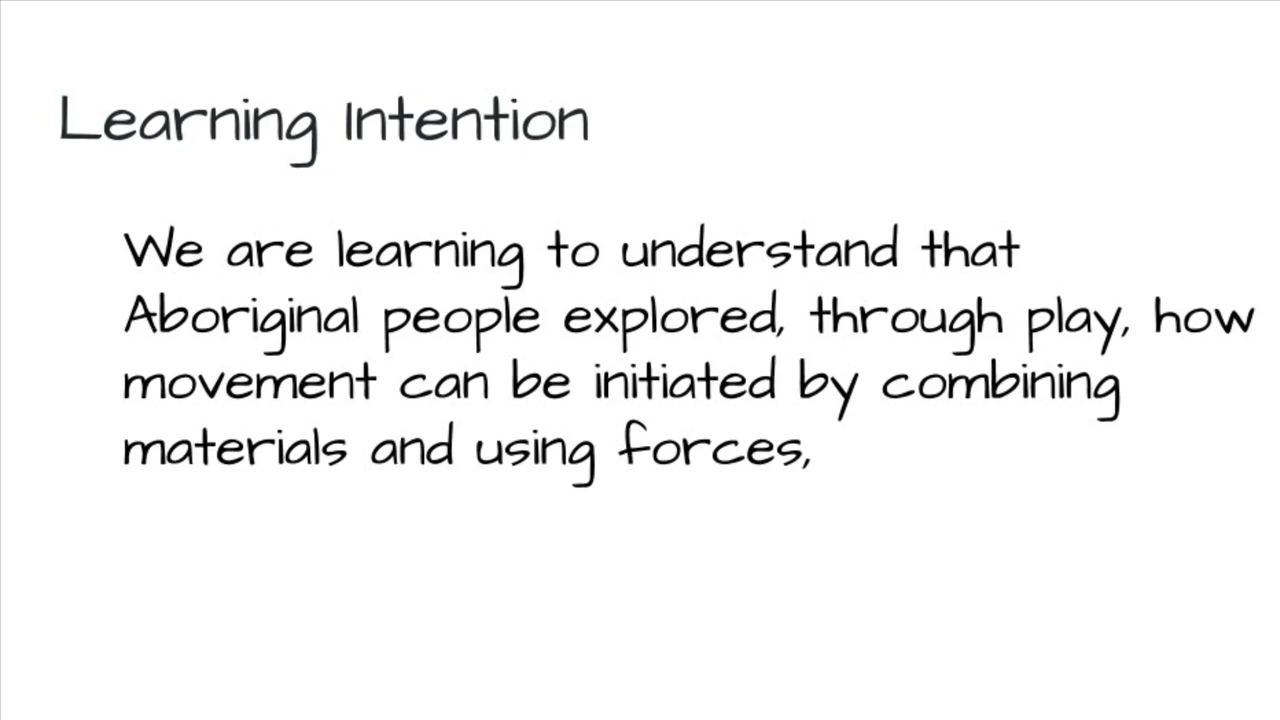 Learning Intention
We are learning to understand that
Aboriginal people explored, through play, how
movement can be initiated by combining
materials and using forces,